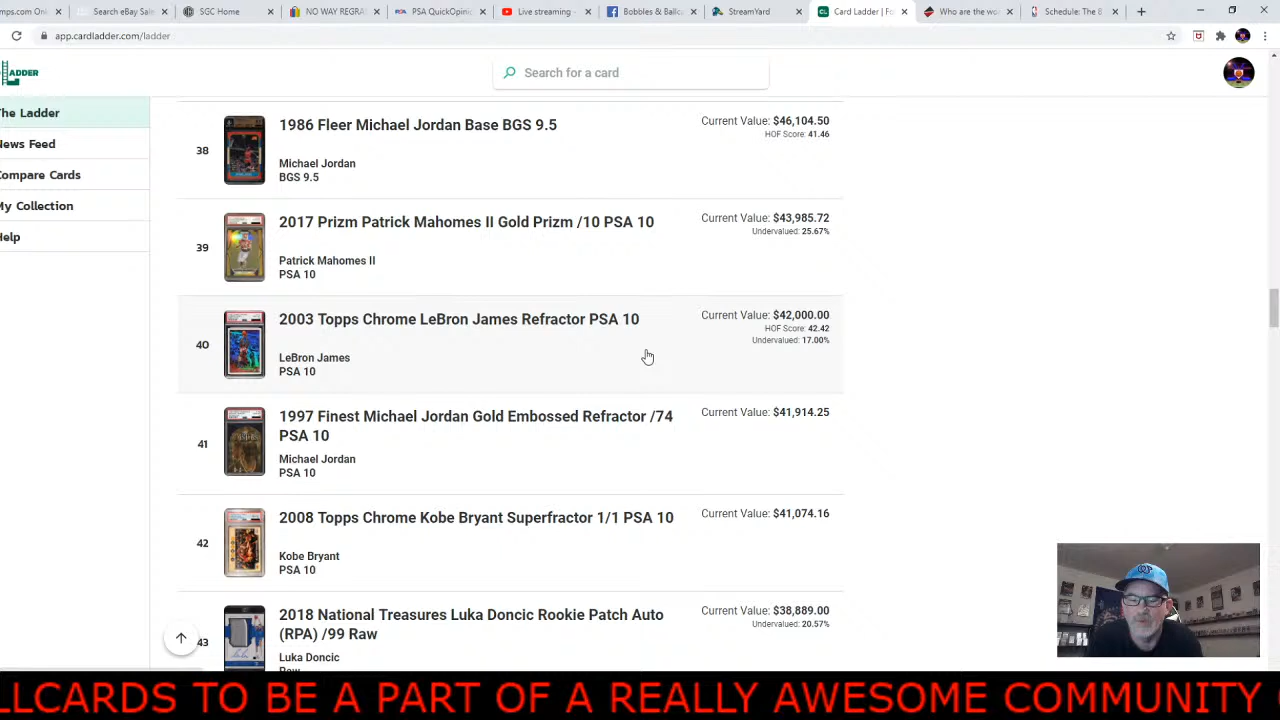 mps.com Onl
Search eBay Sale
SGC Home
NO WAY REGRA
PSA QuickOpinic
Live streaming -
Bobbles & Ballca
StreamYard
Card Ladder | Fo
Who are the wo
Schedule: The 8
app.cardladder.com/ladder
ADDER
Search for a card
The Ladder
News Feed
Compare Cards
My Collection
Help
38
1986 Fleer Michael Jordan Base BGS 9.5
Michael Jordan
BGS 9.5
Current Value: $46,104.50
HOF Score: 41.46
39
2017 Prizm Patrick Mahomes II Gold Prizm /10 PSA 10
Patrick Mahomes II
PSA 10
Current Value: $43,985.72
Undervalued: 25.67%
40
2003 Topps Chrome LeBron James Refractor PSA 10
LeBron James
PSA 10
Current Value: $42,000.00
HOF Score: 42.42
Undervalued: 17.00%
41
1997 Finest Michael Jordan Gold Embossed Refractor /74
PSA 10
Michael Jordan
PSA 10
Current Value: $41,914.25
42
2008 Topps Chrome Kobe Bryant Superfractor 1/1 PSA 10
Kobe Bryant
PSA 10
Current Value: $41,074.16
43
2018 National Treasures Luka Doncic Rookie Patch Auto
(RPA) /99 Raw
Luka Doncic
Raw
Current Value: $38,889.00
Undervalued: 20.57%
LLCARDS TO BE A PART OF A REALLY AWESOME COMMUNITY